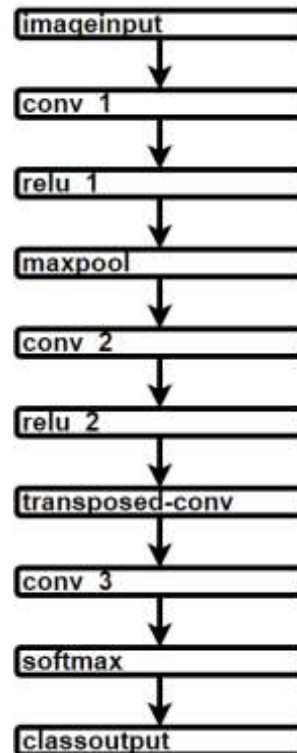 imageinput
conv_1
relu_1
maxpool
conv_2
relu_2
transposed-conv
conv_3
softmax
classoutput